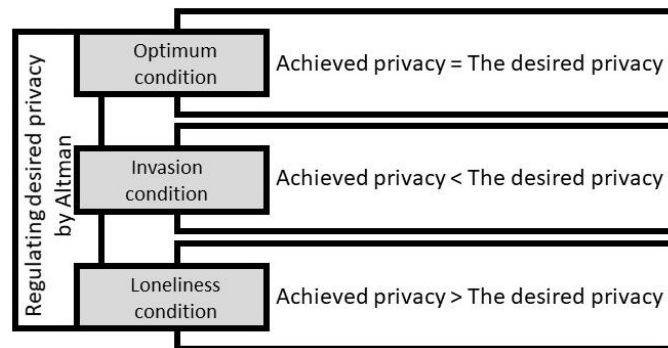 Regulating desired privacy
by Altman
Optimum
condition
Achieved privacy = The desired privacy
Invasion
condition
Achieved privacy < The desired privacy
Loneliness
condition
Achieved privacy > The desired privacy